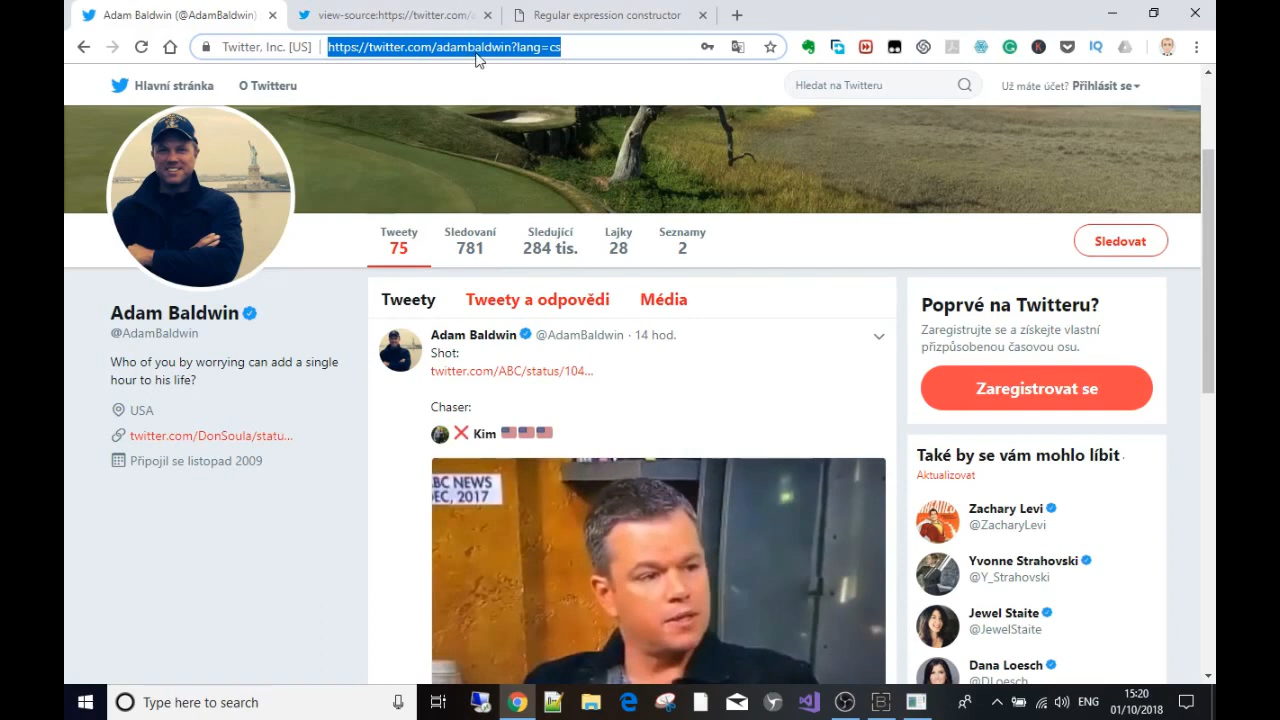 Adam Baldwin (@AdamBaldwin)
view-source:https://twitter.com/
Regular expression constructor
Twitter, Inc. [US]
https://twitter.com/adambaldwin?lang=cs
Hlavní stránka
O Twitteru
Hledat na Twitteru
Už máte účet? Přihlásit se
Tweety
75
Sledovaní
781
Sledující
284 tis.
Lajky
28
Seznamy
2
Sledovat
Adam Baldwin
@AdamBaldwin
Who of you by worrying can add a single
hour to his life?
USA
twitter.com/DonSoula/statu...
Připojil se listopad 2009
Tweety
Tweety a odpovědi
Média
Adam Baldwin @AdamBaldwin · 14 hod.
Shot:
twitter.com/ABC/status/104...
Chaser:
Kim
BC NEWS
EC, 2017
Poprvé na Twitteru?
Zaregistrujte se a získejte vlastní
přizpůsobenou časovou osu.
Zaregistrovat se
Také by se vám mohlo líbit ·
Aktualizovat
Zachary Levi
@ZacharyLevi
Yvonne Strahovski
@Y_Strahovski
Jewel Staite
@JewelStaite
Dana Loesch
@DLoesch
Type here to search
ENG
15:20
01/10/2018